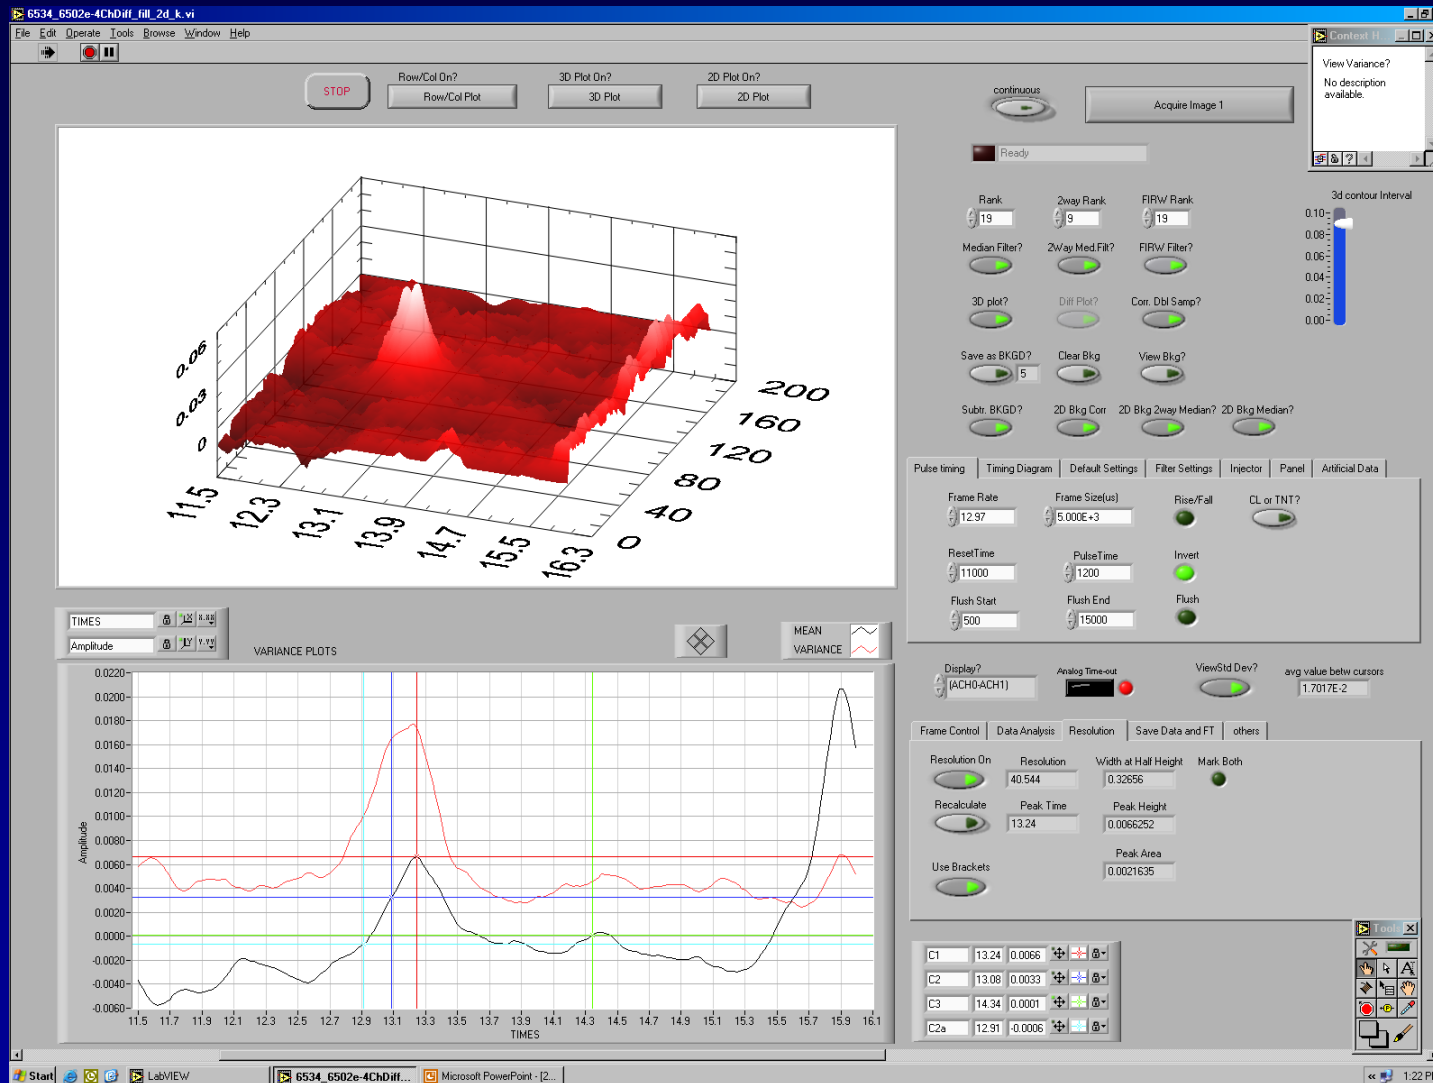 6534_6502e-4ChDiff_fill_2d_k.vi
File Edit Operate Tools Browse Window Help
Context H...
View Variance?
No description
available.
STOP
Row/Col On?
Row/Col Plot
3D Plot On?
3D Plot
2D Plot On?
2D Plot
continuous
Acquire Image 1
Ready
0.06
0.03
0
11.5
12.3
13.1
13.9
14.7
15.5
16.3
0
40
80
120
160
200
Rank
19
2way Rank
9
FIRW Rank
19
3d contour Interval
0.10
0.08
0.06
0.04
0.02
0.00
Median Filter?
2Way Med.Filt?
FIRW Filter?
3D plot?
Diff Plot?
Corr. Dbl Samp?
Save as BKGD?
5
Clear Bkg
View Bkg?
Subtr. BKGD?
2D Bkg Corr
2D Bkg 2way Median?
2D Bkg Median?
Pulse timing
Timing Diagram
Default Settings
Filter Settings
Injector
Panel
Artificial Data
Frame Rate
12.97
Frame Size(us)
5.000E+3
Rise/Fall
CL or TNT?
ResetTime
11000
PulseTime
1200
Invert
Flush Start
500
Flush End
15000
Flush
TIMES
Amplitude
VARIANCE PLOTS
MEAN
VARIANCE
Amplitude
0.0220
0.0200
0.0180
0.0160
0.0140
0.0120
0.0100
0.0080
0.0060
0.0040
0.0020
0.0000
-0.0020
-0.0040
-0.0060
11.5 11.7 11.9 12.1 12.3 12.5 12.7 12.9 13.1 13.3 13.5 13.7 13.9 14.1 14.3 14.5 14.7 14.9 15.1 15.3 15.5 15.7 15.9 16.1
TIMES
Display?
(ACH0-ACH1)
Analog Time-out
ViewStd Dev?
avg value betw cursors
1.7017E-2
Frame Control
Data Analysis
Resolution
Save Data and FT
others
Resolution On
Resolution
40.544
Width at Half Height
0.32656
Mark Both
Recalculate
Peak Time
13.24
Peak Height
0.0066252
Use Brackets
Peak Area
0.0021635
C1 13.24 0.0066
C2 13.08 0.0033
C3 14.34 0.0001
C2a 12.91 -0.0006
Tools
Start
LabVIEW
6534_6502e-4ChDiff...
Microsoft PowerPoint - [2...